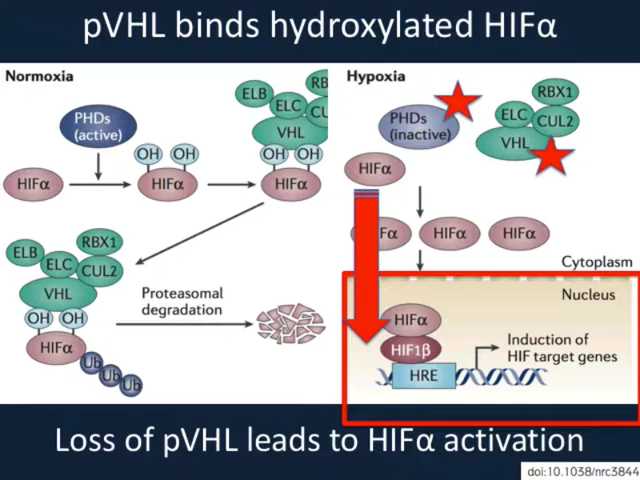 pVHL binds hydroxylated HIFα
Normoxia
PHDs
(active)
HIFα
OH OH
HIFα
ELB
ELC
RB
CU
VHL
OH OH
HIFα
ELB
ELC
RBX1
CUL2
VHL
OH OH
HIFα
Ub
Ub
Ub
Proteasomal
degradation
Hypoxia
PHDs
(inactive)
RBX1
ELC
CUL2
VHL
HIFα
Fα
HIFα
HIFα
Cytoplasm
Nucleus
HIFα
HIF1β
HRE
Induction of
HIF target genes
Loss of pVHL leads to HIFα activation
doi:10.1038/nrc3844